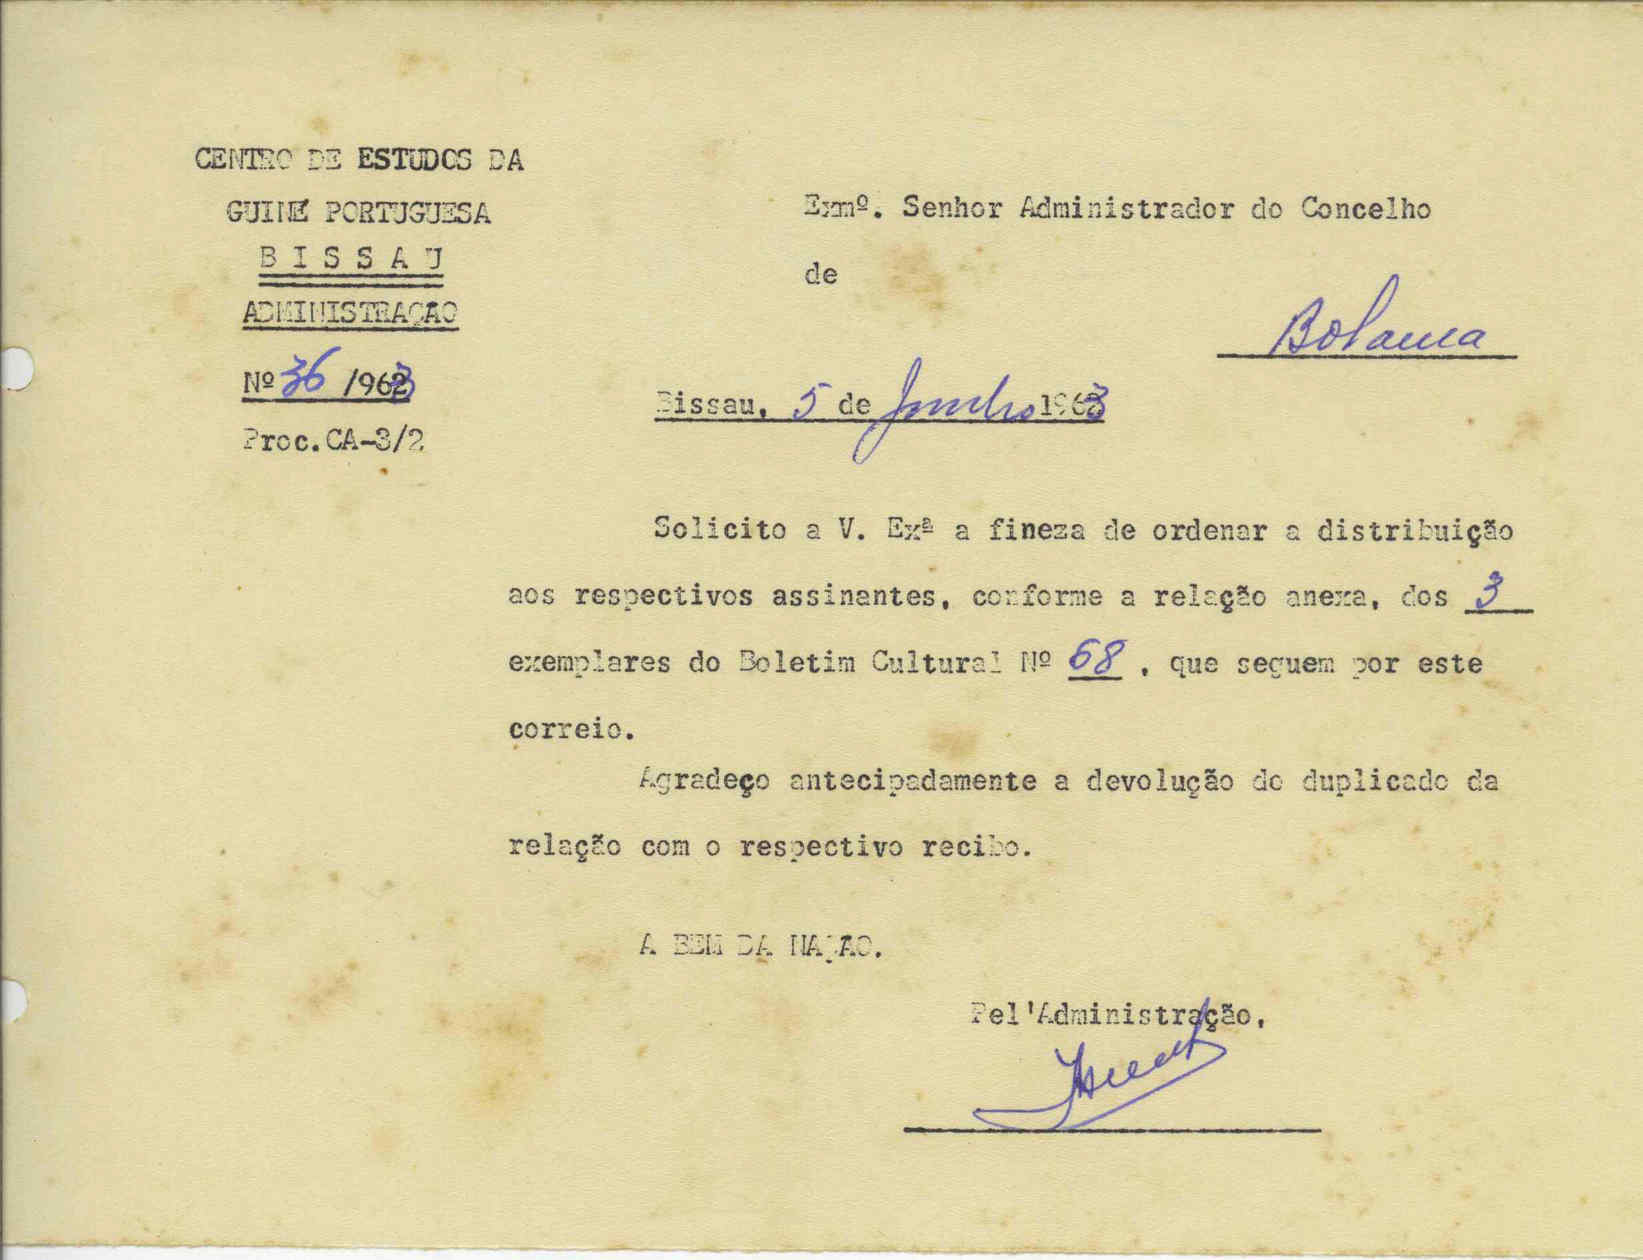 CENTRO DE ESTUDOS DA
GUINÉ PORTUGUESA
B I S S A U
ADMINISTRAÇÃO
Nº 36 /963
Proc.CA-3/2
Exmº. Senhor Administrador do Concelho
de
Bolama
Bissau, 5 de Junho 1963
Solicito a V. Exª a fineza de ordenar a distribuição
aos respectivos assinantes, conforme a relação anexa, dos 3
exemplares do Boletim Cultural Nº 68 , que seguem por este
correio.
Agradeço antecipadamente a devolução do duplicado da
relação com o respectivo recibo.
A BEM DA NAÇÃO.
Pel'Administração,